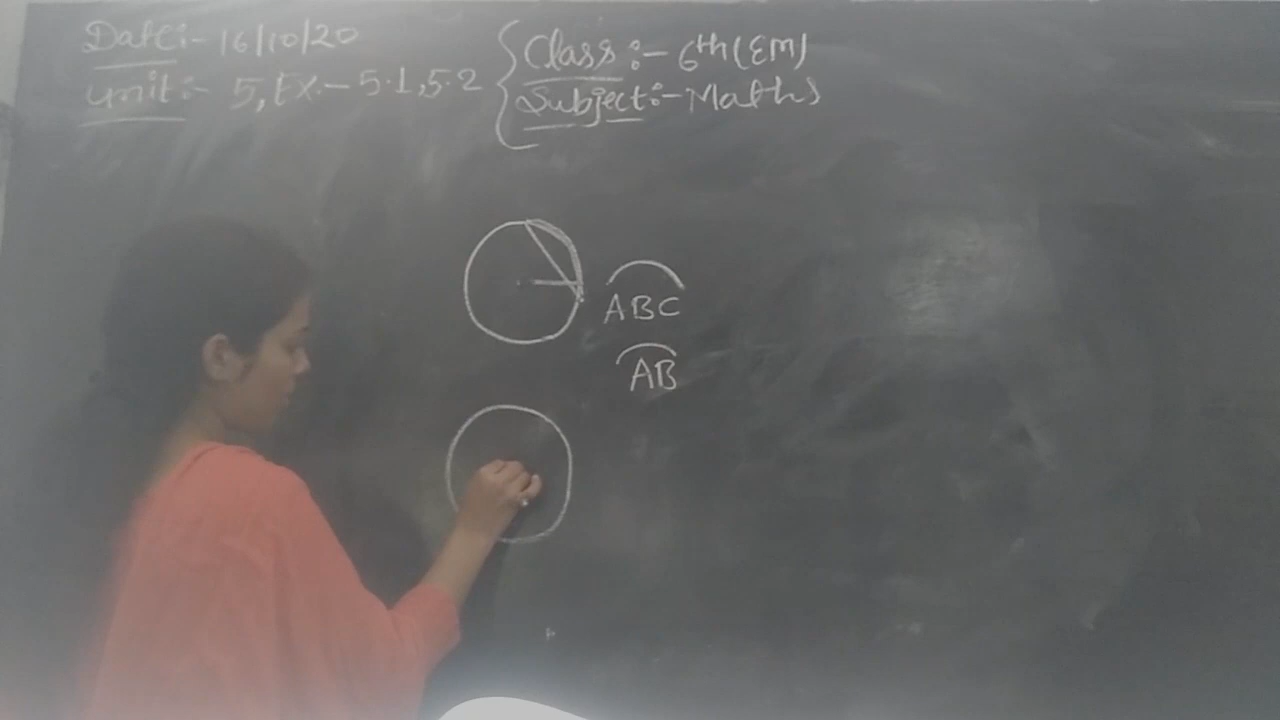 Date:- 16/10/20
Unit:- 5, Ex.- 5.1, 5.2
Class:- 6th (EM)
Subject:- Maths
ABC
AB